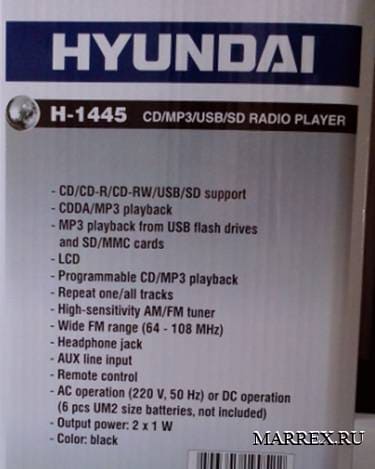 HYUNDAI
H-1445 CD/MP3/USB/SD RADIO PLAYER
- CD/CD-R/CD-RW/USB/SD support
- CDDA/MP3 playback
- MP3 playback from USB flash drives
and SD/MMC cards
- LCD
- Programmable CD/MP3 playback
- Repeat one/all tracks
- High-sensitivity AM/FM tuner
- Wide FM range (64 - 108 MHz)
- Headphone jack
- AUX line input
- Remote control
- AC operation (220 V, 50 Hz) or DC operation
(6 pcs UM2 size batteries, not included)
- Output power: 2 x 1 W
- Color: black
MARREX.RU